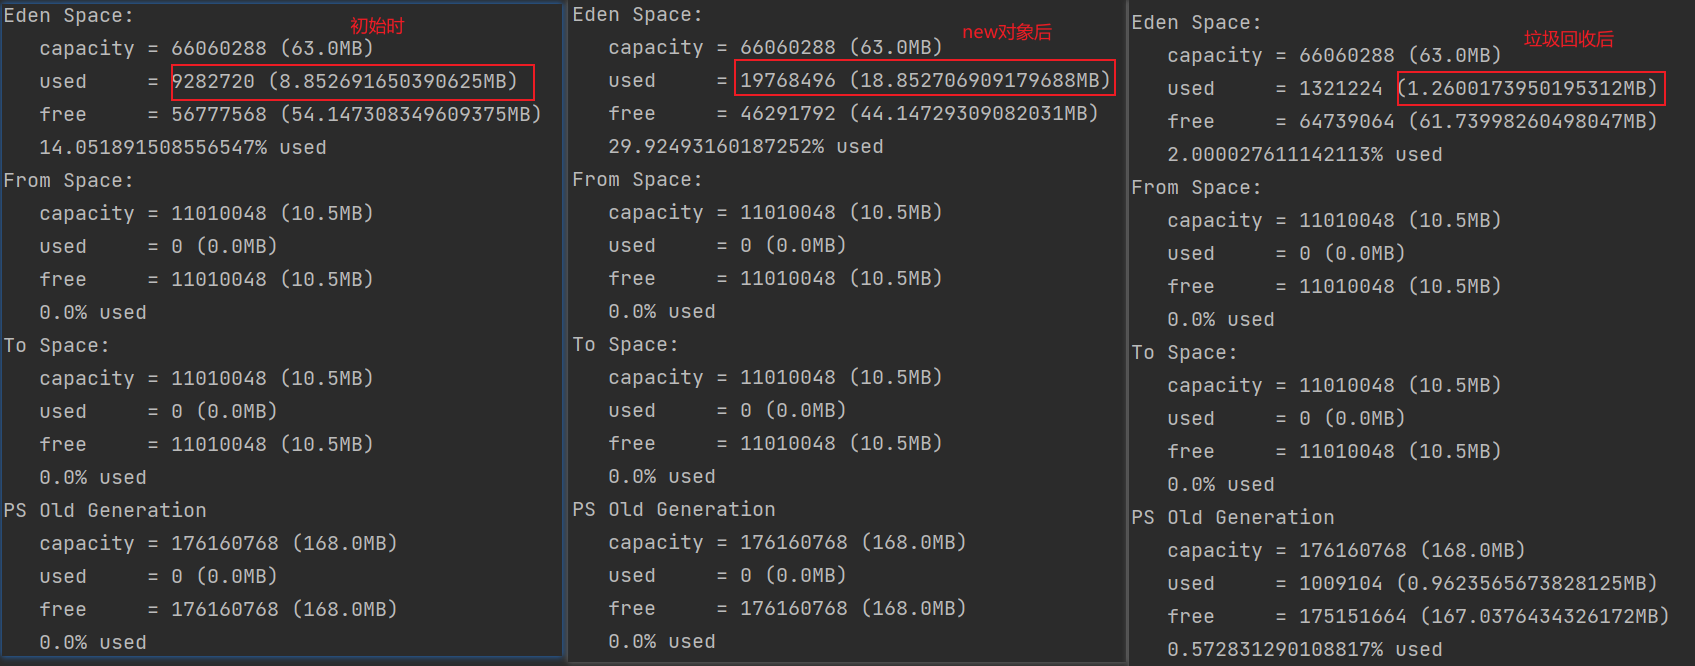 Eden Space:
初始时
capacity = 66060288 (63.0MB)
used = 9282720 (8.852691650390625MB)
free = 56777568 (54.147308349609375MB)
14.051891508556547% used
From Space:
capacity = 11010048 (10.5MB)
used = 0 (0.0MB)
free = 11010048 (10.5MB)
0.0% used
To Space:
capacity = 11010048 (10.5MB)
used = 0 (0.0MB)
free = 11010048 (10.5MB)
0.0% used
PS Old Generation
capacity = 176160768 (168.0MB)
used = 0 (0.0MB)
free = 176160768 (168.0MB)
0.0% used
Eden Space:
new对象后
capacity = 66060288 (63.0MB)
used = 19768496 (18.852706909179688MB)
free = 46291792 (44.14729309082031MB)
29.92493160187252% used
From Space:
capacity = 11010048 (10.5MB)
used = 0 (0.0MB)
free = 11010048 (10.5MB)
0.0% used
To Space:
capacity = 11010048 (10.5MB)
used = 0 (0.0MB)
free = 11010048 (10.5MB)
0.0% used
PS Old Generation
capacity = 176160768 (168.0MB)
used = 0 (0.0MB)
free = 176160768 (168.0MB)
0.0% used
Eden Space:
垃圾回收后
capacity = 66060288 (63.0MB)
used = 1321224 (1.2600173950195312MB)
free = 64739064 (61.73998260498047MB)
2.000027611142113% used
From Space:
capacity = 11010048 (10.5MB)
used = 0 (0.0MB)
free = 11010048 (10.5MB)
0.0% used
To Space:
capacity = 11010048 (10.5MB)
used = 0 (0.0MB)
free = 11010048 (10.5MB)
0.0% used
PS Old Generation
capacity = 176160768 (168.0MB)
used = 1009104 (0.9623565673828125MB)
free = 175151664 (167.0376434326172MB)
0.5728312901088​17% used